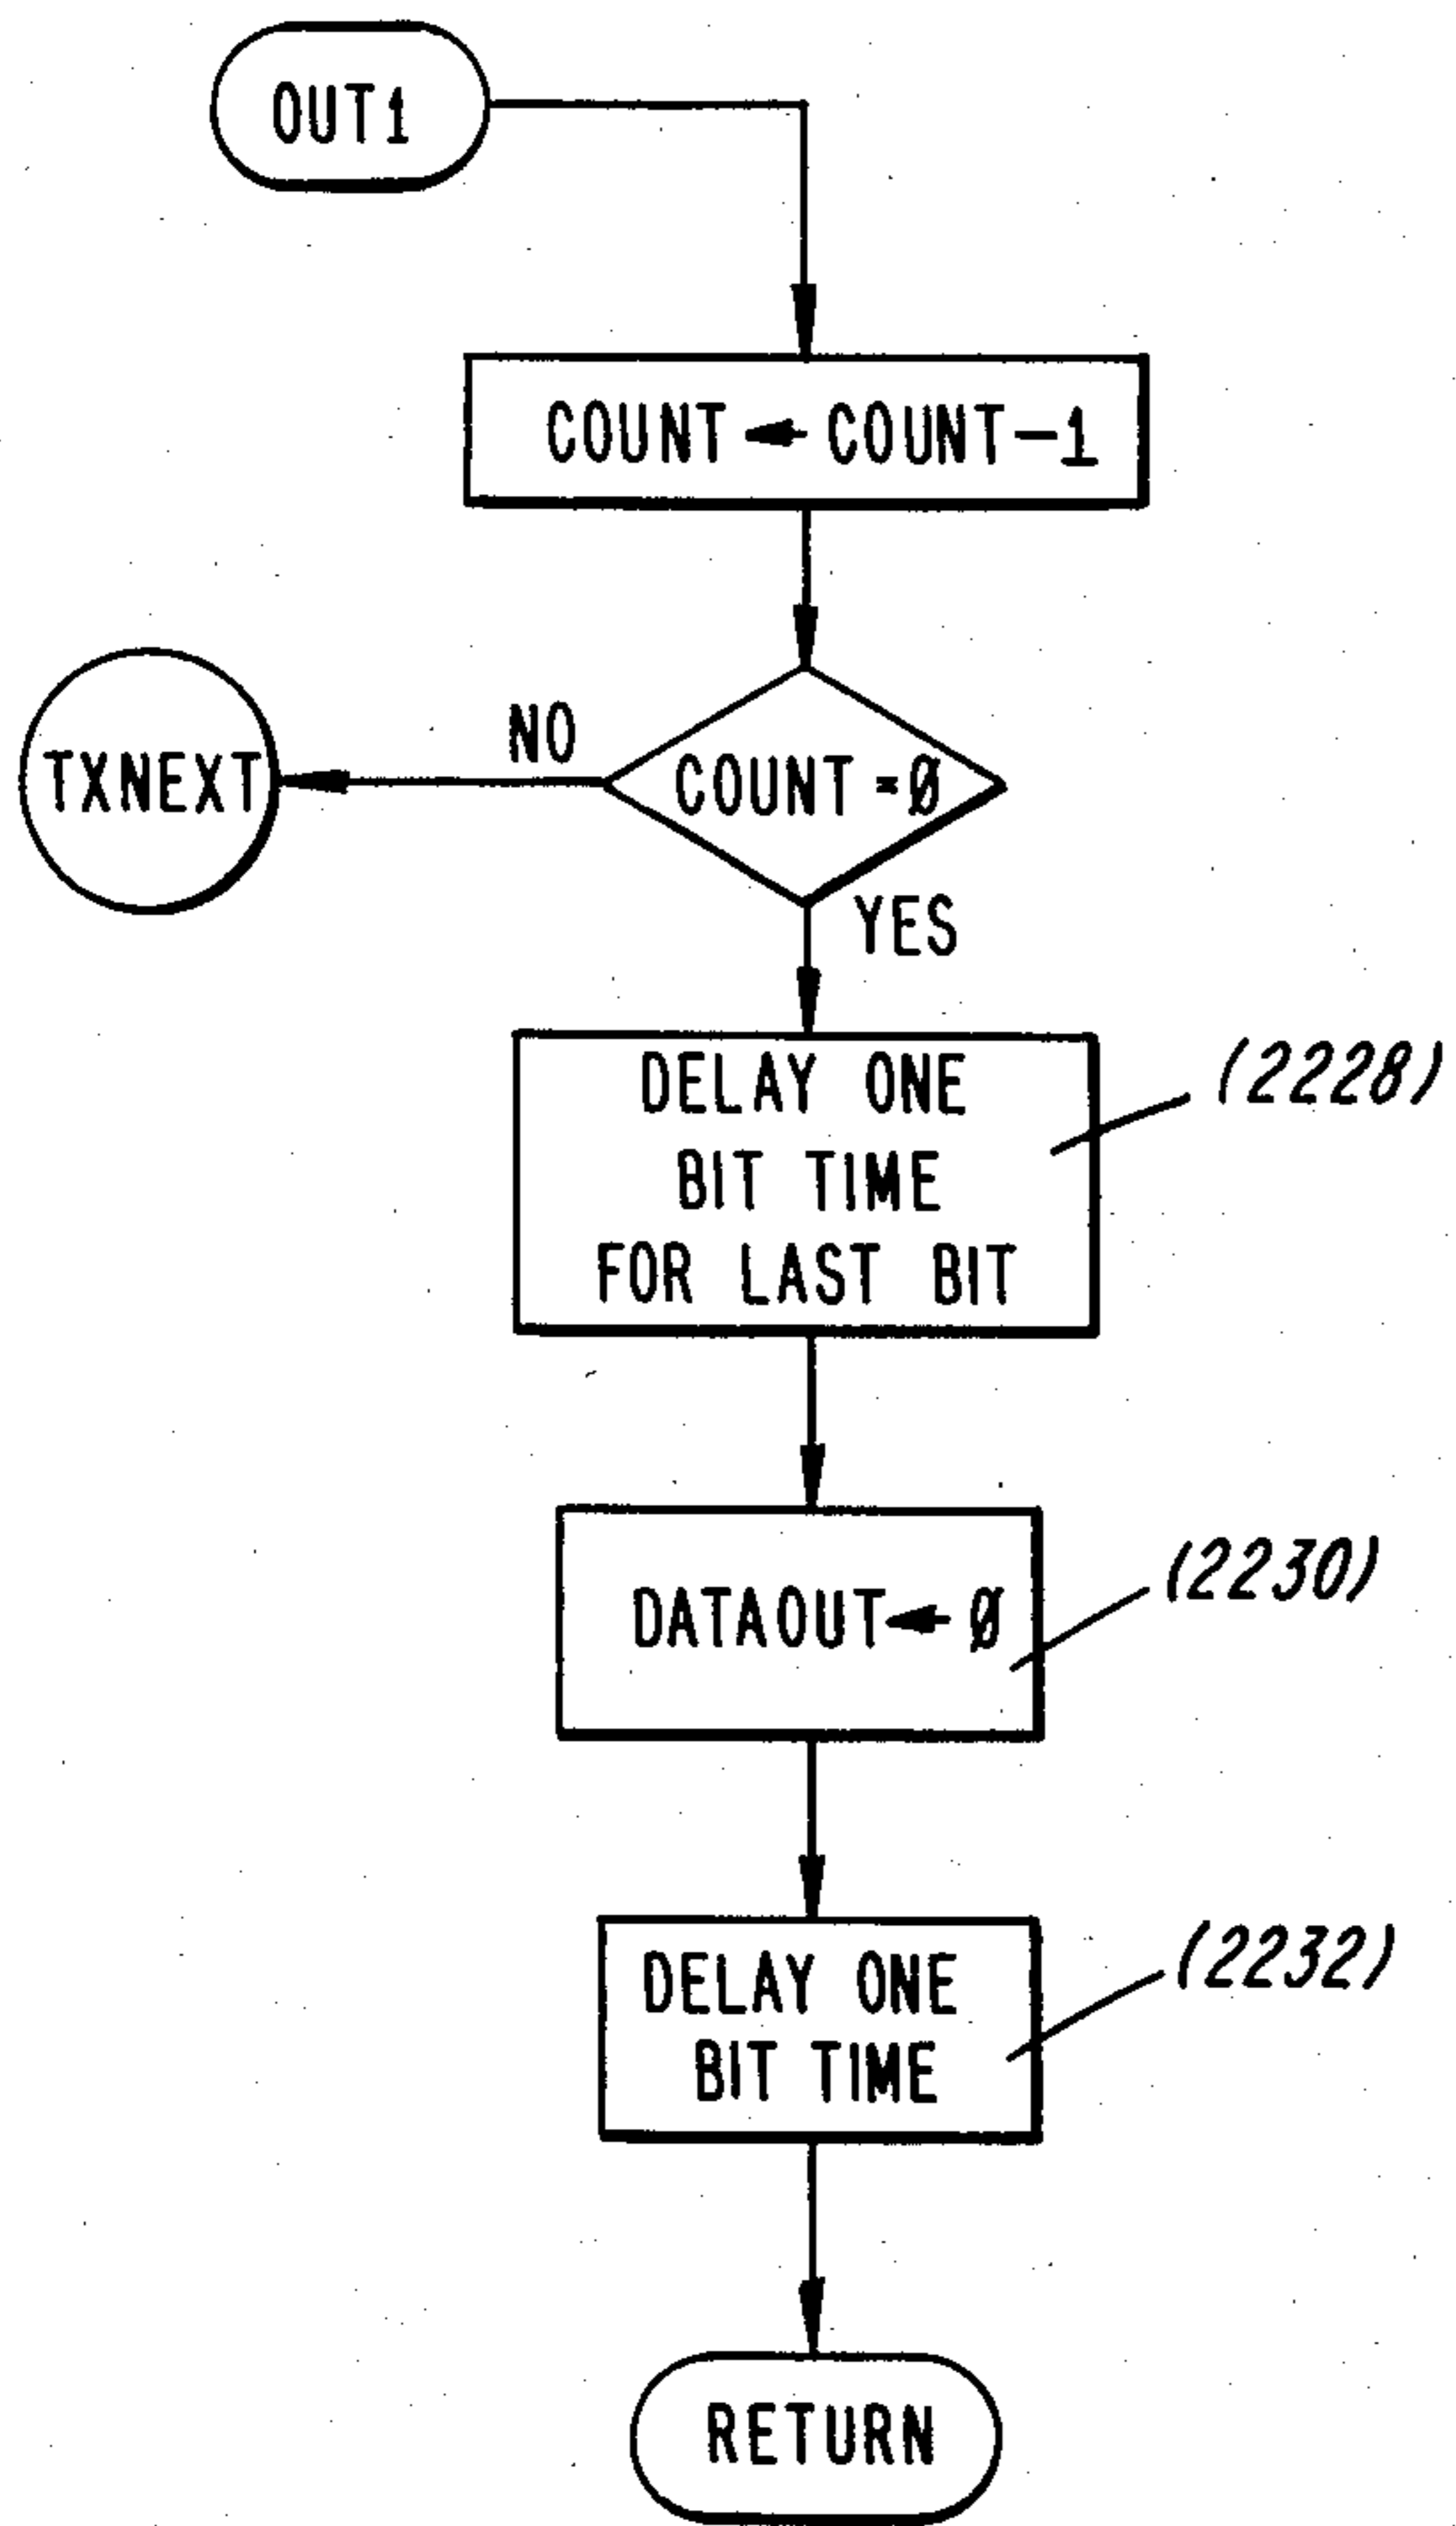 OUT1
COUNT ← COUNT-1
COUNT = Ø
NO
TXNEXT
YES
DELAY ONE
BIT TIME
FOR LAST BIT
(2228)
DATAOUT ← Ø
(2230)
DELAY ONE
BIT TIME
(2232)
RETURN